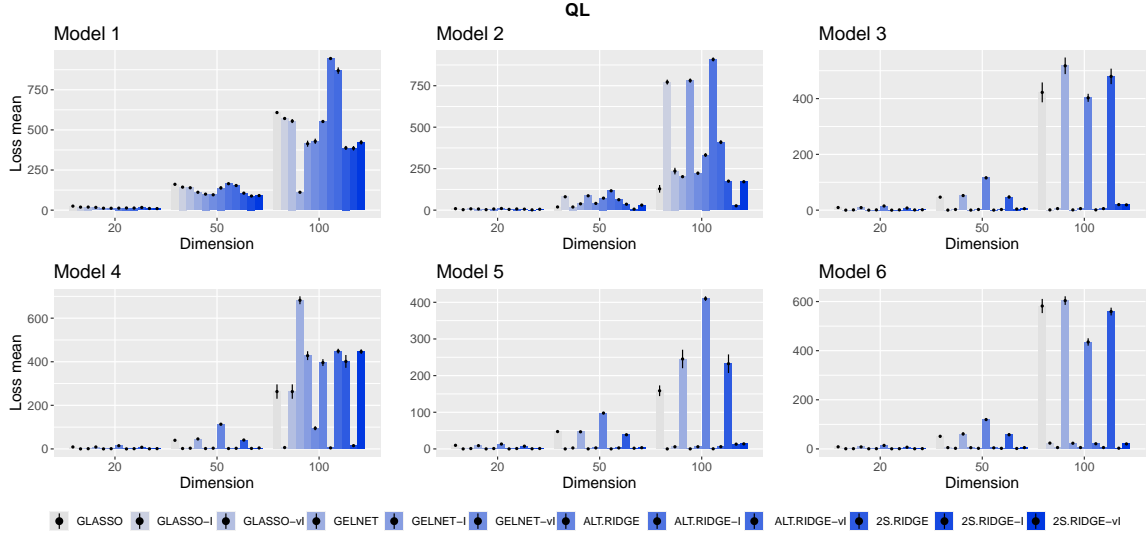 QL
Model 1
Model 2
Model 3
Loss mean
750
500
250
0
20
50
100
Dimension
750
500
250
0
20
50
100
Dimension
400
200
0
20
50
100
Dimension
Model 4
Model 5
Model 6
Loss mean
600
400
200
0
20
50
100
Dimension
400
300
200
100
0
20
50
100
Dimension
600
400
200
0
20
50
100
Dimension
GLASSO GLASSO−I GLASSO−vI GELNET GELNET−I GELNET−vI ALT.RIDGE ALT.RIDGE−I ALT.RIDGE−vI 2S.RIDGE 2S.RIDGE−I 2S.RIDGE−vI